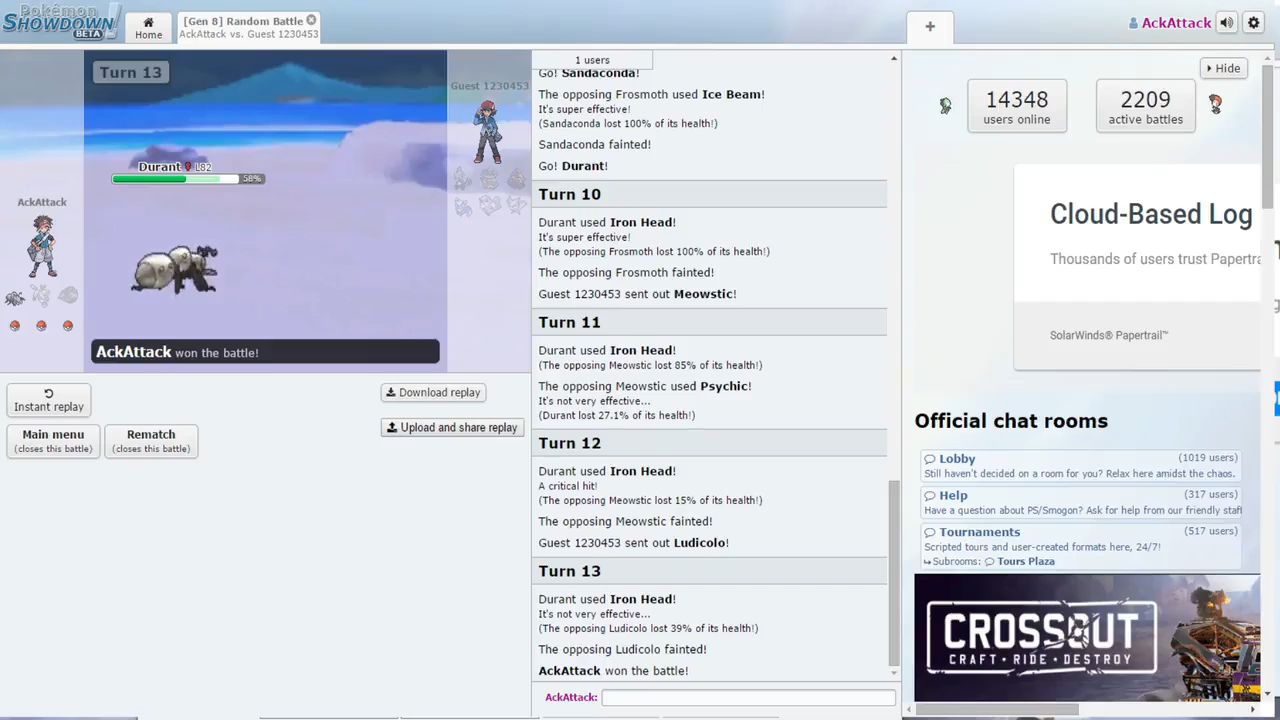 Pokémon
SHOWDOWN!
BETA
Home
[Gen 8] Random Battle
AckAttack vs. Guest 1230453
+
AckAttack
Turn 13
Guest 1230453
Durant L82
58%
AckAttack
AckAttack won the battle!
Instant replay
Download replay
Upload and share replay
Main menu
(closes this battle)
Rematch
(closes this battle)
1 users
Go! Sandaconda!
The opposing Frosmoth used Ice Beam!
It's super effective!
(Sandaconda lost 100% of its health!)
Sandaconda fainted!
Go! Durant!
Turn 10
Durant used Iron Head!
It's super effective!
(The opposing Frosmoth lost 100% of its health!)
The opposing Frosmoth fainted!
Guest 1230453 sent out Meowstic!
Turn 11
Durant used Iron Head!
(The opposing Meowstic lost 85% of its health!)
The opposing Meowstic used Psychic!
It's not very effective...
(Durant lost 27.1% of its health!)
Turn 12
Durant used Iron Head!
A critical hit!
(The opposing Meowstic lost 15% of its health!)
The opposing Meowstic fainted!
Guest 1230453 sent out Ludicolo!
Turn 13
Durant used Iron Head!
It's not very effective...
(The opposing Ludicolo lost 39% of its health!)
The opposing Ludicolo fainted!
AckAttack won the battle!
AckAttack:
Hide
14348
users online
2209
active battles
Cloud-Based Log
Thousands of users trust Papertra
SolarWinds® Papertrail™
Official chat rooms
Lobby (1019 users)
Still haven't decided on a room for you? Relax here amidst the chaos.
Help (317 users)
Have a question about PS/Smogon? Ask for help from our friendly staff
Tournaments (517 users)
Scripted tours and user-created formats here, 24/7!
Subrooms: Tours Plaza
CROSSOUT
CRAFT • RIDE • DESTROY